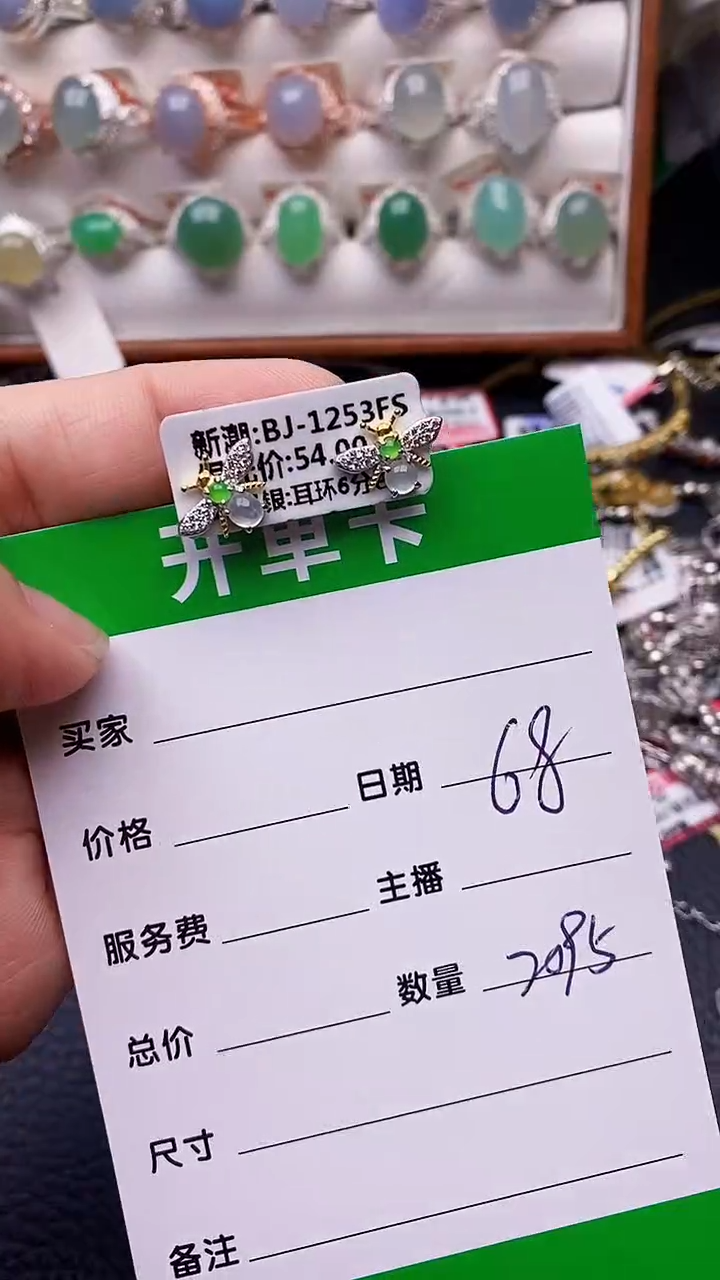 新潮:BJ-1253FS
价:54.00
银:耳环6分
开单卡
买家
价格 日期 68
服务费 主播
总价 数量
尺寸
备注